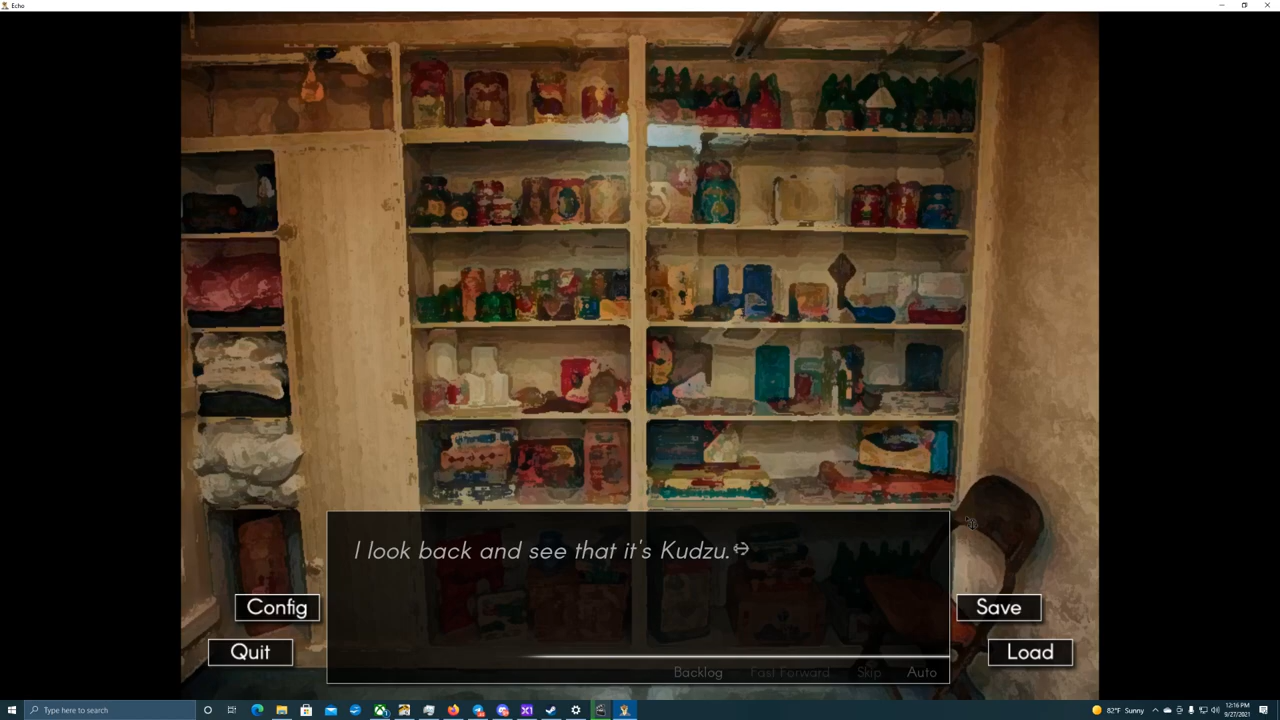 Echo
I look back and see that it's Kudzu.
Config
Save
Quit
Load
Backlog
Fast Forward
Skip
Auto
Type here to search
82°F Sunny
12:16 PM
9/27/2021